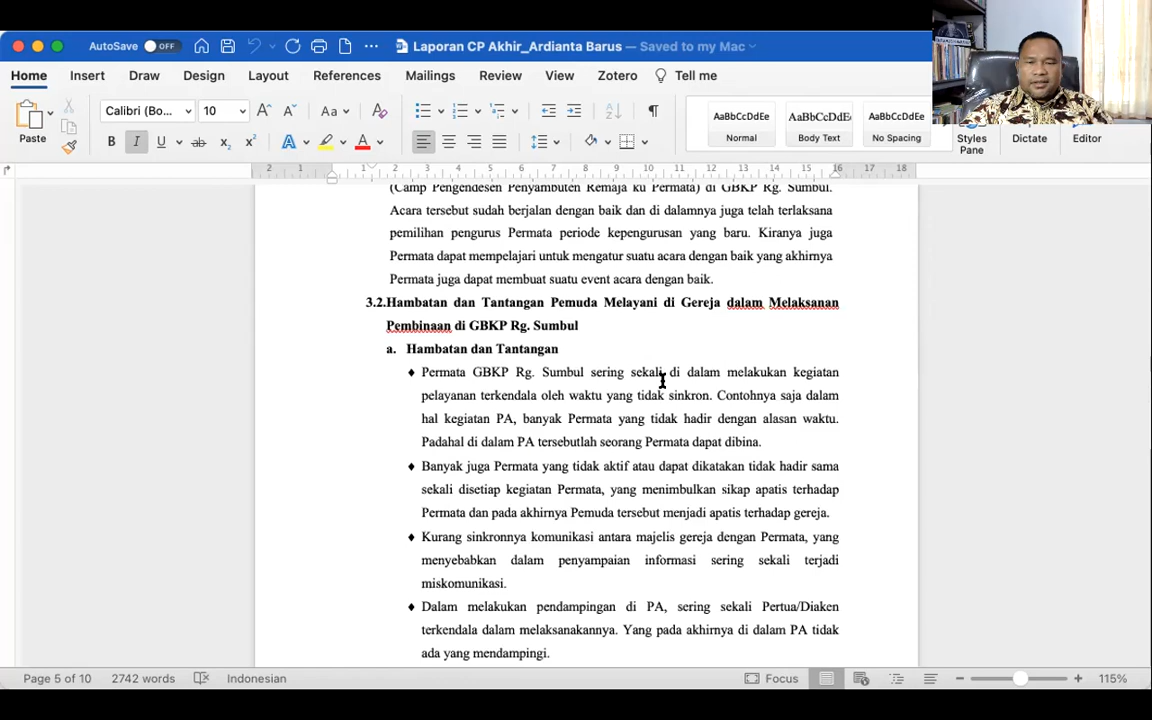 AutoSave OFF Laporan CP Akhir_Ardianta Barus — Saved to my Mac
Home Insert Draw Design Layout References Mailings Review View Zotero Tell me
Paste Calibri (Bo... 10 Aa AaBbCcDdEe AaBbCcDdE AaBbCcDdEe
B I U ab x₂ x² A A Normal Body Text No Spacing Styles Pane Dictate Editor
2 1 1 2 3 4 5 6 7 8 9 10 11 12 13 14 15 16 17 18
(Camp Pengendesen Penyambuten Remaja ku Permata) di GBKP Rg. Sumbul.
Acara tersebut sudah berjalan dengan baik dan di dalamnya juga telah terlaksana
pemilihan pengurus Permata periode kepengurusan yang baru. Kiranya juga
Permata dapat mempelajari untuk mengatur suatu acara dengan baik yang akhirnya
Permata juga dapat membuat suatu event acara dengan baik.
3.2.Hambatan dan Tantangan Pemuda Melayani di Gereja dalam Melaksanan
Pembinaan di GBKP Rg. Sumbul
a. Hambatan dan Tantangan
♦ Permata GBKP Rg. Sumbul sering sekali di dalam melakukan kegiatan
pelayanan terkendala oleh waktu yang tidak sinkron. Contohnya saja dalam
hal kegiatan PA, banyak Permata yang tidak hadir dengan alasan waktu.
Padahal di dalam PA tersebutlah seorang Permata dapat dibina.
♦ Banyak juga Permata yang tidak aktif atau dapat dikatakan tidak hadir sama
sekali disetiap kegiatan Permata, yang menimbulkan sikap apatis terhadap
Permata dan pada akhirnya Pemuda tersebut menjadi apatis terhadap gereja.
♦ Kurang sinkronnya komunikasi antara majelis gereja dengan Permata, yang
menyebabkan dalam penyampaian informasi sering sekali terjadi
miskomunikasi.
♦ Dalam melakukan pendampingan di PA, sering sekali Pertua/Diaken
terkendala dalam melaksanakannya. Yang pada akhirnya di dalam PA tidak
ada yang mendampingi.
Page 5 of 10 2742 words Indonesian Focus 115%